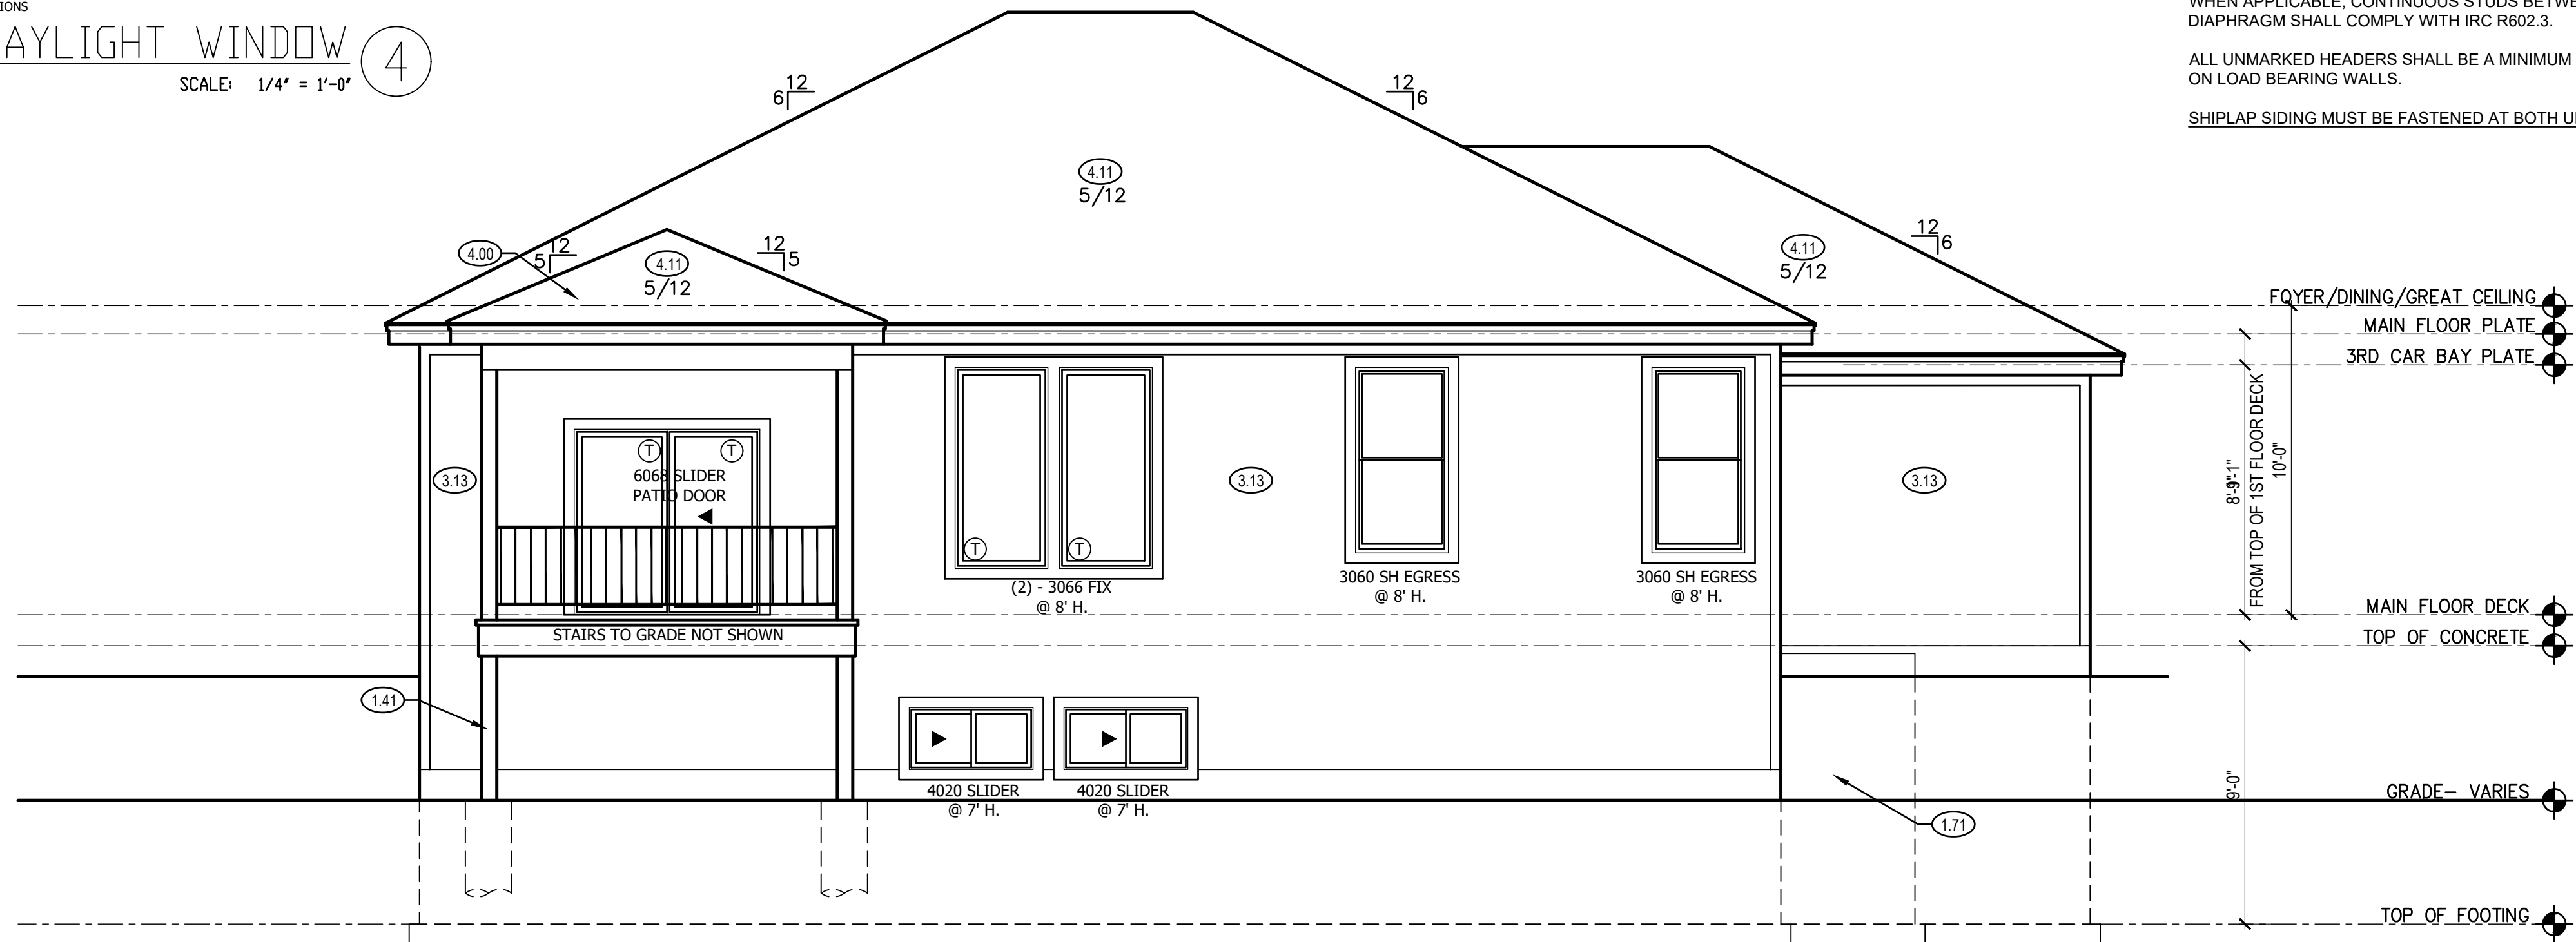 IONS
AYLIGHT WINDOW
4
SCALE: 1/4" = 1'-0"
WHEN APPLICABLE, CONTINUOUS STUDS
DIAPHRAGM SHALL COMPLY WITH IRC R602.3.
ALL UNMARKED HEADERS SHALL BE A MINIMUM
ON LOAD BEARING WALLS.
SHIPLAP SIDING MUST BE FASTENED AT BOTH
12
6
12
6
4.11
5/12
12
6
4.00
12
5
12
5
4.11
5/12
4.11
5/12
FOYER/DINING/GREAT CEILING
MAIN FLOOR PLATE
3RD CAR BAY PLATE
T
T
6068 SLIDER
PATIO DOOR
3.13
3.13
3.13
T
T
(2) - 3066 FIX
@ 8' H.
3060 SH EGRESS
@ 8' H.
3060 SH EGRESS
@ 8' H.
FROM TOP OF 1ST FLOOR DECK
10'-0"
MAIN FLOOR DECK
STAIRS TO GRADE NOT SHOWN
TOP OF CONCRETE
1.41
4020 SLIDER
@ 7' H.
4020 SLIDER
@ 7' H.
9'-0"
GRADE- VARIES
1.71
TOP OF FOOTING